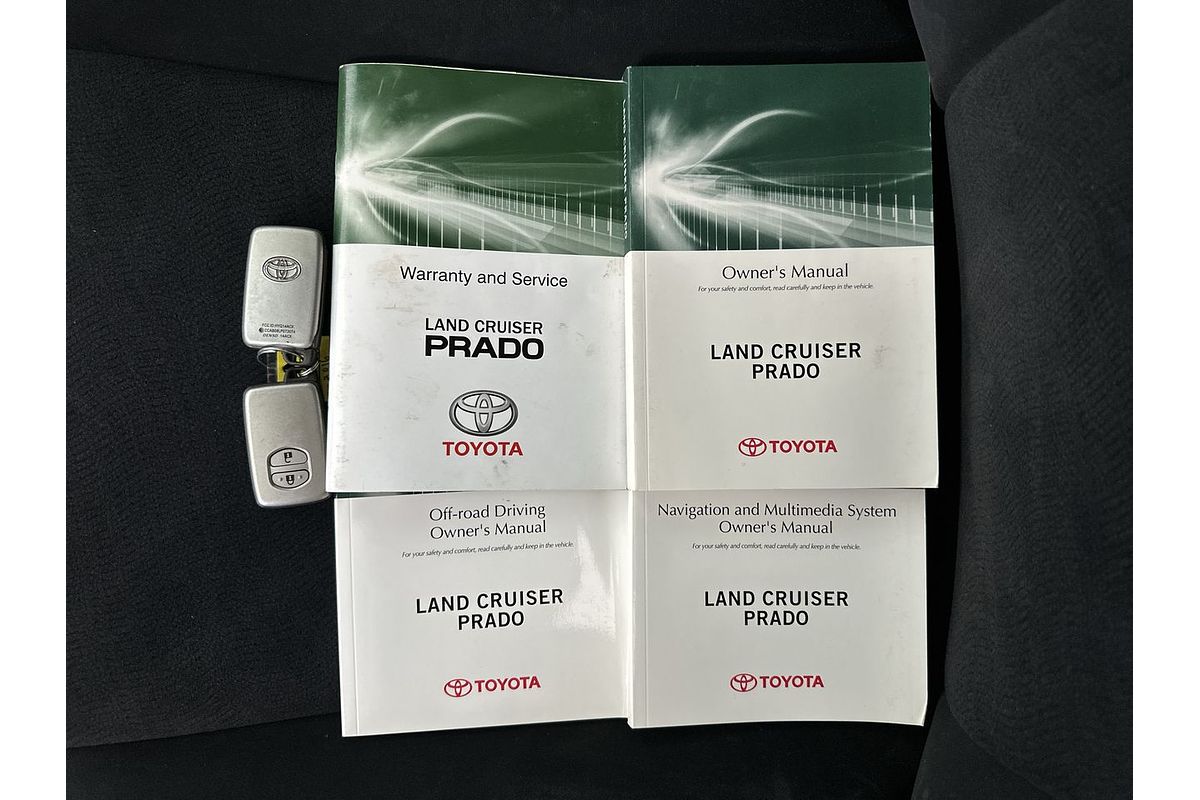 Warranty and Service
LAND CRUISER
PRADO
TOYOTA
Owner's Manual
For your safety and comfort, read carefully and keep in the vehicle.
LAND CRUISER
PRADO
TOYOTA
Off-road Driving
Owner's Manual
For your safety and comfort, read carefully and keep in the vehicle.
LAND CRUISER
PRADO
TOYOTA
Navigation and Multimedia System
Owner's Manual
For your safety and comfort, read carefully and keep in the vehicle.
LAND CRUISER
PRADO
TOYOTA